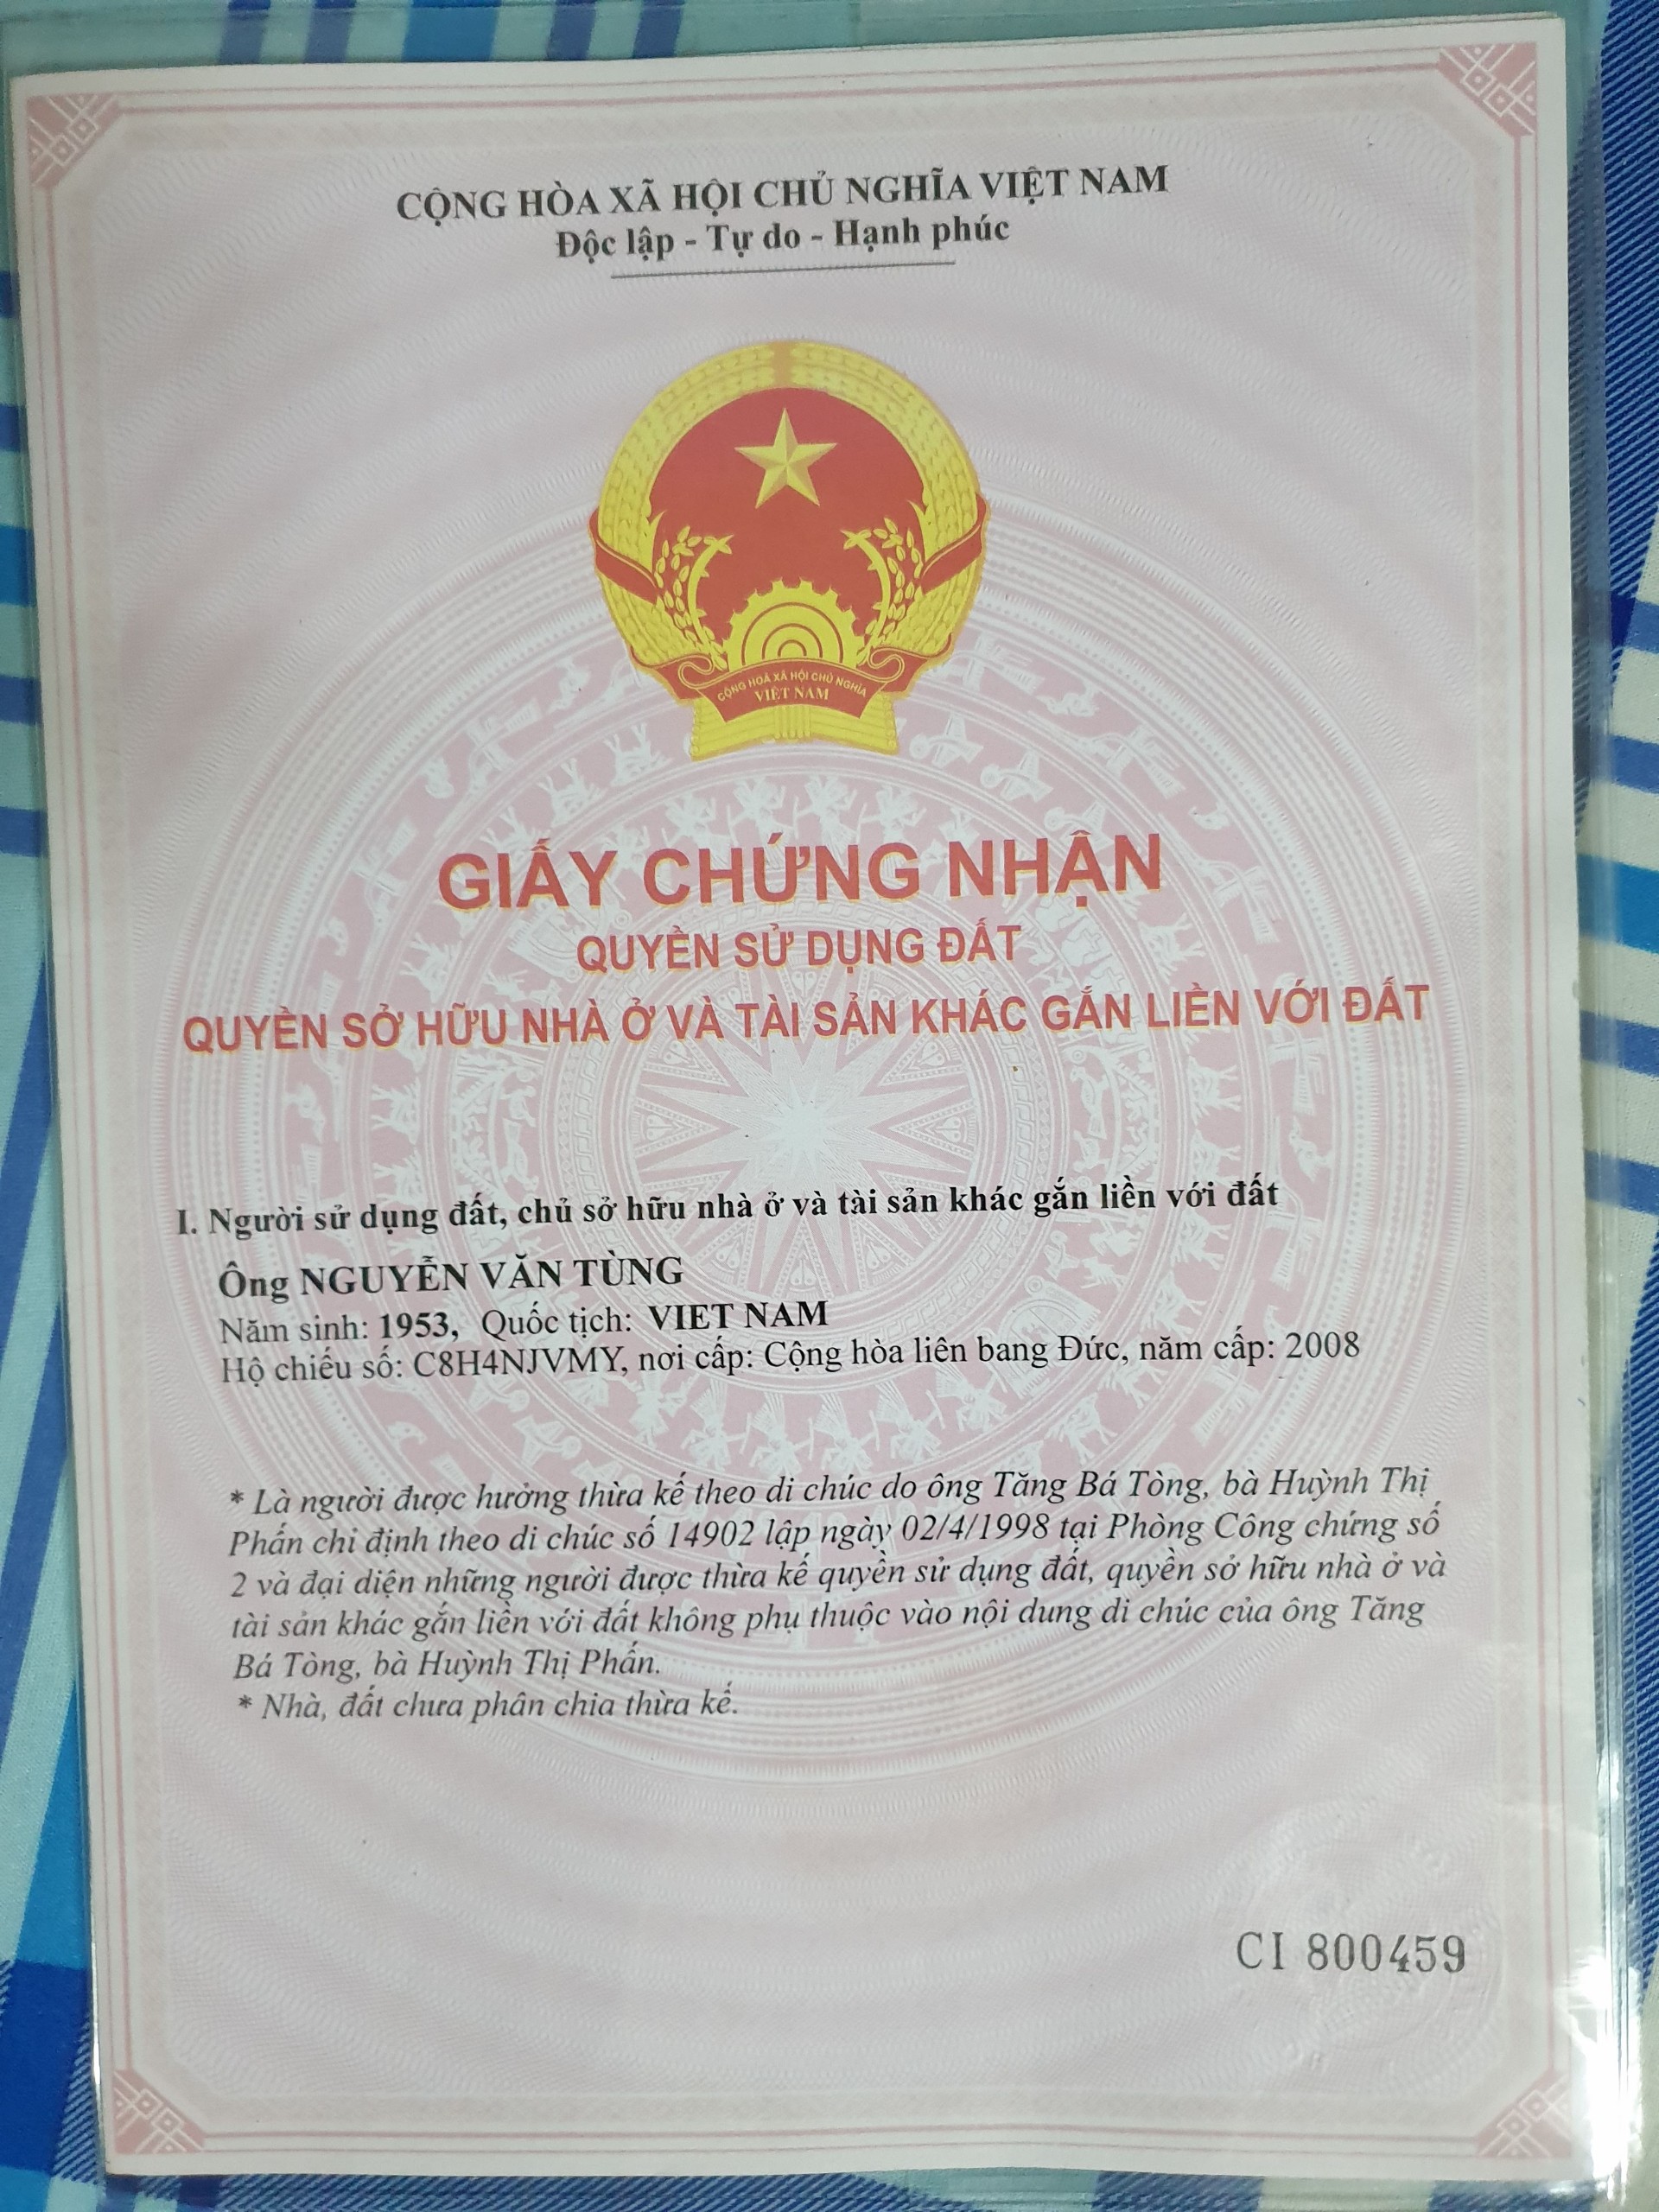 CỘNG HÒA XÃ HỘI CHỦ NGHĨA VIỆT NAM
Độc lập - Tự do - Hạnh phúc
CỘNG HOÀ XÃ HỘI CHỦ NGHĨA
VIỆT NAM
GIẤY CHỨNG NHẬN
QUYỀN SỬ DỤNG ĐẤT
QUYỀN SỞ HỮU NHÀ Ở VÀ TÀI SẢN KHÁC GẮN LIỀN VỚI ĐẤT
I. Người sử dụng đất, chủ sở hữu nhà ở và tài sản khác gắn liền với đất
Ông NGUYỄN VĂN TÙNG
Năm sinh: 1953, Quốc tịch: VIET NAM
Hộ chiếu số: C8H4NJVMY, nơi cấp: Cộng hòa liên bang Đức, năm cấp: 2008
* Là người được hưởng thừa kế theo di chúc do ông Tăng Bá Tòng, bà Huỳnh Thị
Phấn chỉ định theo di chúc số 14902 lập ngày 02/4/1998 tại Phòng Công chứng số
2 và đại diện những người được thừa kế quyền sử dụng đất, quyền sở hữu nhà ở và
tài sản khác gắn liền với đất không phụ thuộc vào nội dung di chúc của ông Tăng
Bá Tòng, bà Huỳnh Thị Phấn.
* Nhà, đất chưa phân chia thừa kế.
CI 800459